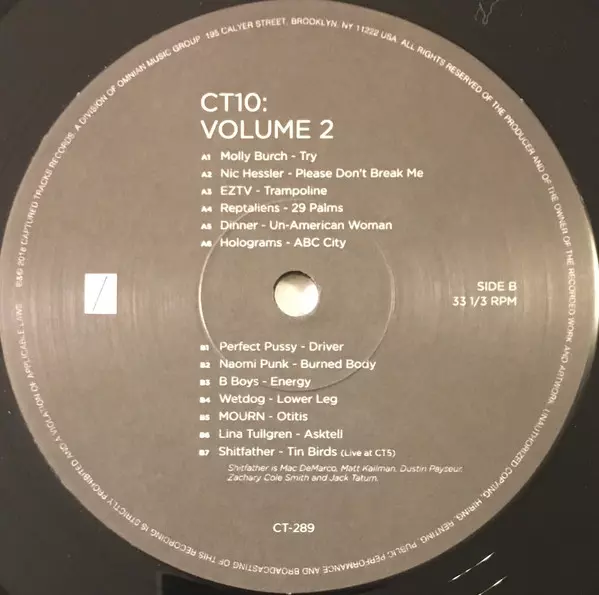 CT10:
VOLUME 2
A1 Molly Burch - Try
A2 Nic Hessler - Please Don't Break Me
A3 EZTV - Trampoline
A4 Reptaliens - 29 Palms
A5 Dinner - Un-American Woman
A6 Holograms - ABC City
SIDE B
33 1/3 RPM
B1 Perfect Pussy - Driver
B2 Naomi Punk - Burned Body
B3 B Boys - Energy
B4 Wetdog - Lower Leg
B5 MOURN - Otitis
B6 Lina Tullgren - Asktell
B7 Shitfather - Tin Birds (Live at CT5)
Shitfather is Mac DeMarco, Matt Kallman, Dustin Payseur,
Zachary Cole Smith and Jack Tatum.
CT-289
℗&© 2018 CAPTURED TRACKS RECORDS. A DIVISION OF OMNIAN MUSIC GROUP 195 CALYER STREET, BROOKLYN, NY 11222 USA. ALL RIGHTS RESERVED OF THE PRODUCER AND OF THE OWNER OF THE RECORDED WORK AND ARTWORK. UNAUTHORIZED COPYING, HIRING, RENTING, PUBLIC PERFORMANCE AND BROADCASTING OF THIS RECORDING IS STRICTLY PROHIBITED AND A VIOLATION OF APPLICABLE LAWS